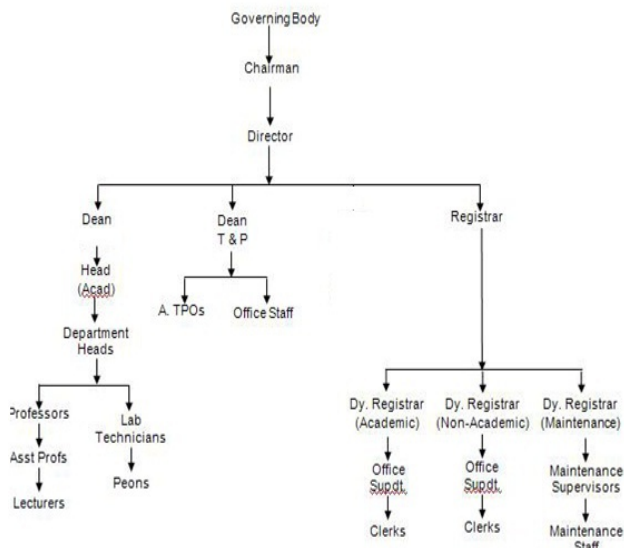 Governing Body
Chairman
Director
Dean
Dean
T & P
Registrar
Head
(Acad)
A. TPOs
Office Staff
Department
Heads
Professors
Lab
Technicians
Asst Profs
Peons
Lecturers
Dy. Registrar
(Academic)
Dy. Registrar
(Non-Academic)
Dy. Registrar
(Maintenance)
Office
Supdt.
Office
Supdt.
Maintenance
Supervisors
Clerks
Clerks
Maintenance
Staff